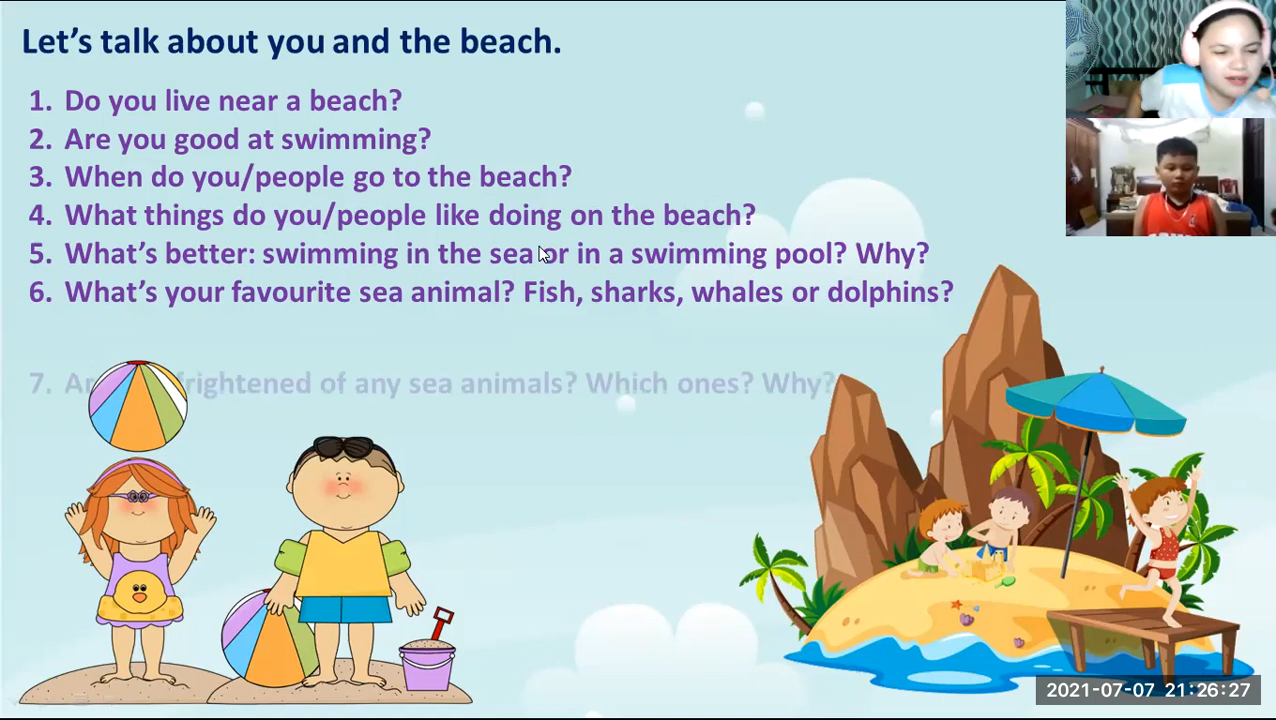 Let's talk about you and the beach.
1. Do you live near a beach?
2. Are you good at swimming?
3. When do you/people go to the beach?
4. What things do you/people like doing on the beach?
5. What's better: swimming in the sea or in a swimming pool? Why?
6. What's your favourite sea animal? Fish, sharks, whales or dolphins?
7. frightened of any sea animals? Which ones? Why?
2021-07-07 21:26:27